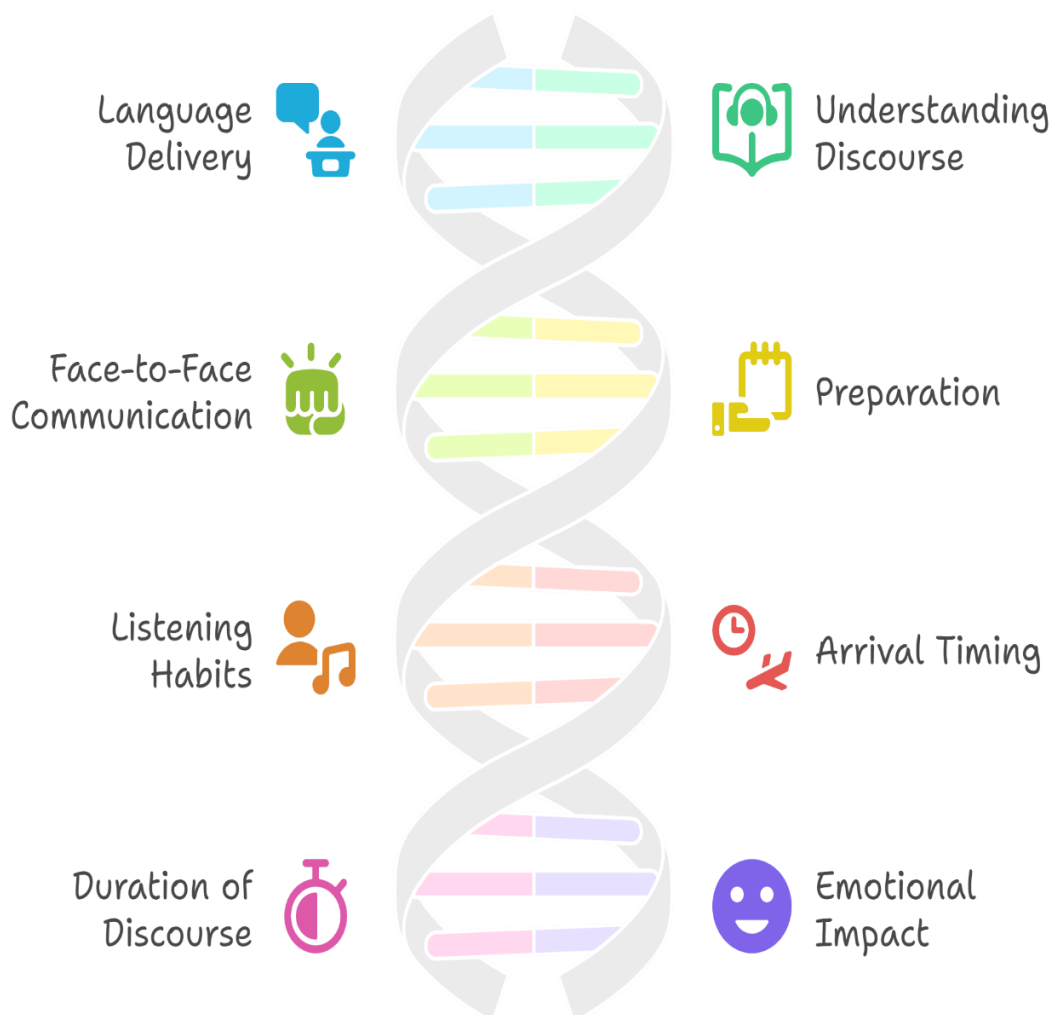 Language
Delivery
Understanding
Discourse
Face-to-Face
Communication
Preparation
Listening
Habits
Arrival Timing
Duration of
Discourse
Emotional
Impact